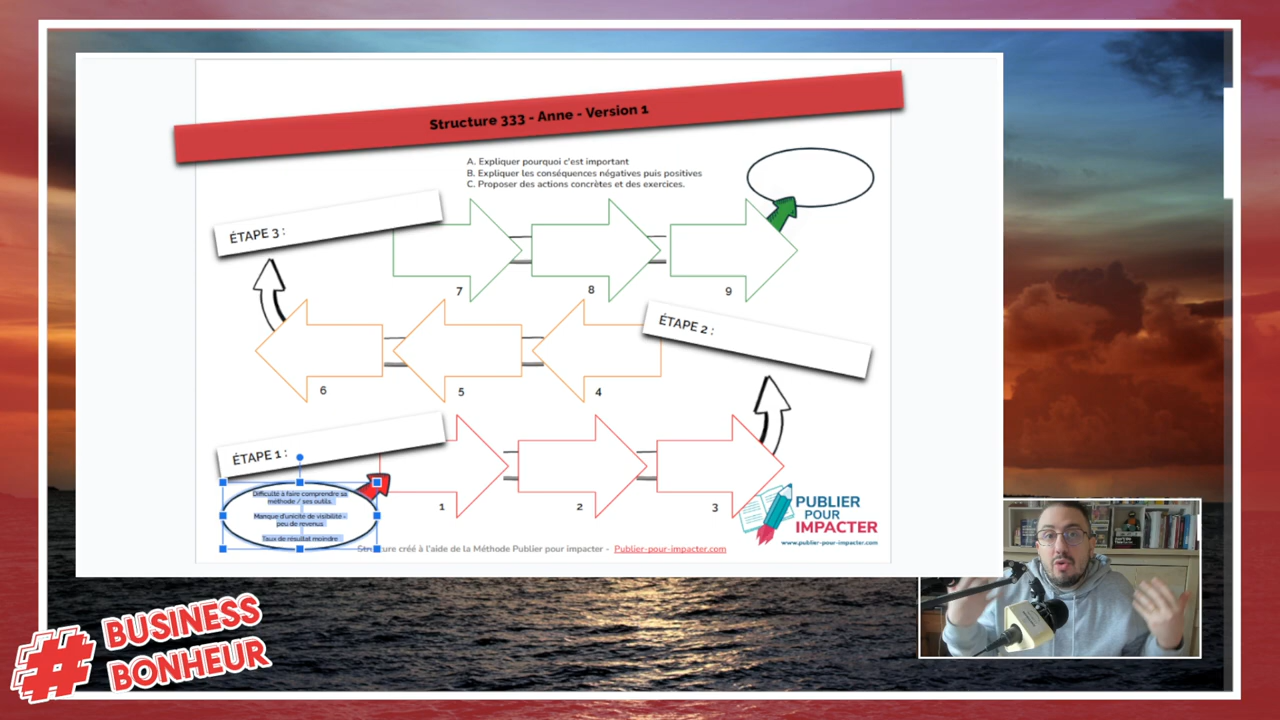 Structure 333 - Anne - Version 1
A. Expliquer pourquoi c'est important
B. Expliquer les conséquences négatives puis positives
C. Proposer des actions concrètes et des exercices.
ÉTAPE 3 :
7
8
9
ÉTAPE 2 :
6
5
4
ÉTAPE 1 :
Difficulté à faire comprendre sa
méthode / ses outils.
Manque d'unicité de visibilité -
peu de revenus
Taux de résultat moindre
1
2
3
PUBLIER
POUR
IMPACTER
www.publier-pour-impacter.com
Structure créé à l'aide de la Méthode Publier pour impacter - Publier-pour-impacter.com
# BUSINESS
BONHEUR